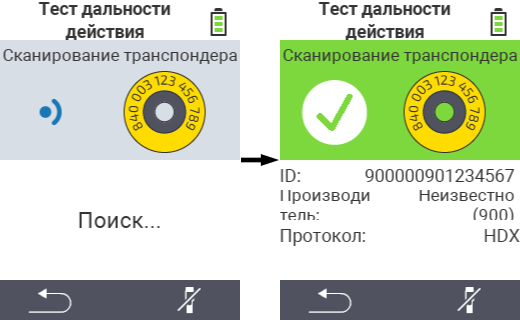 Тест дальности
действия
Сканирование транспондера
840 003 123 456 789
Поиск...
Тест дальности
действия
Сканирование транспондера
840 003 123 456 789
ID: 900000901234567
Производи Неизвестно
тель: (900)
Протокол: HDX